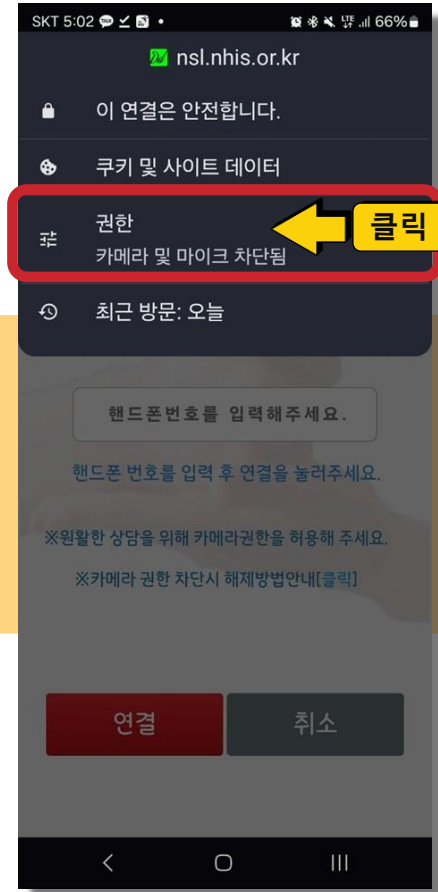 SKT 5:02 LTE 66%
nsl.nhis.or.kr
이 연결은 안전합니다.
쿠키 및 사이트 데이터
권한
카메라 및 마이크 차단됨
클릭
최근 방문: 오늘
핸드폰번호를 입력해주세요.
핸드폰 번호를 입력 후 연결을 눌러주세요.
※원활한 상담을 위해 카메라권한을 허용해 주세요.
※카메라 권한 차단시 해제방법안내[클릭]
연결
취소